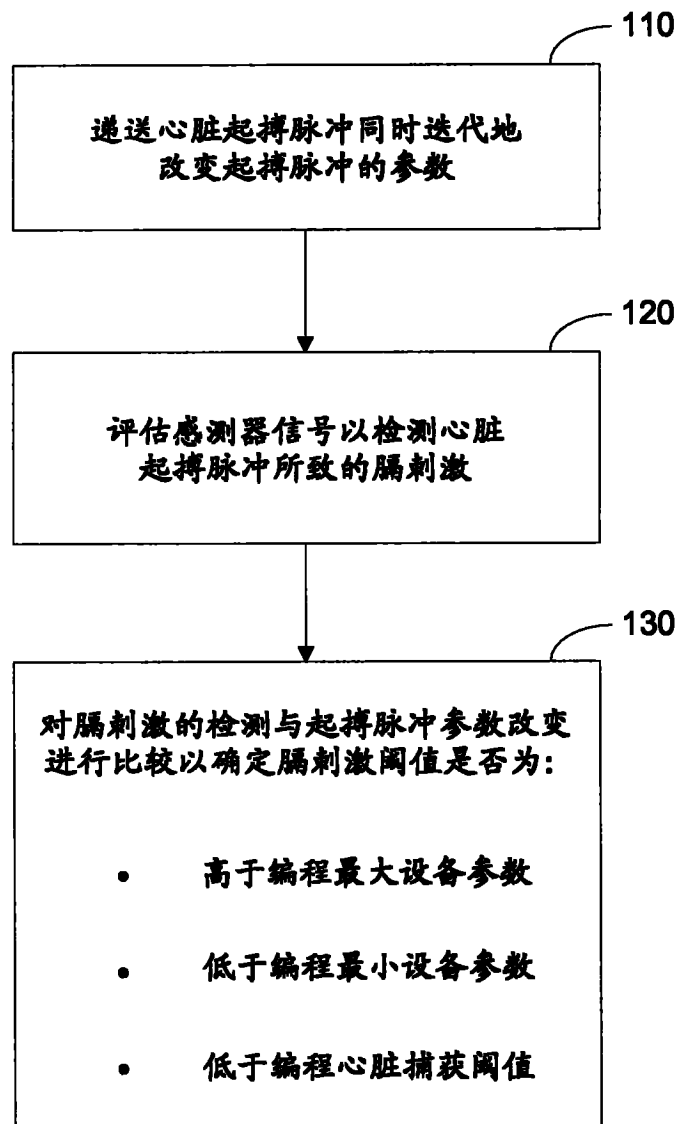 110
递送心脏起搏脉冲同时迭代地
改变起搏脉冲的参数
120
评估感测器信号以检测心脏
起搏脉冲所致的膈刺激
130
对膈刺激的检测与起搏脉冲参数改变
进行比较以确定膈刺激阈值是否为:
• 高于编程最大设备参数
• 低于编程最小设备参数
• 低于编程心脏捕获阈值